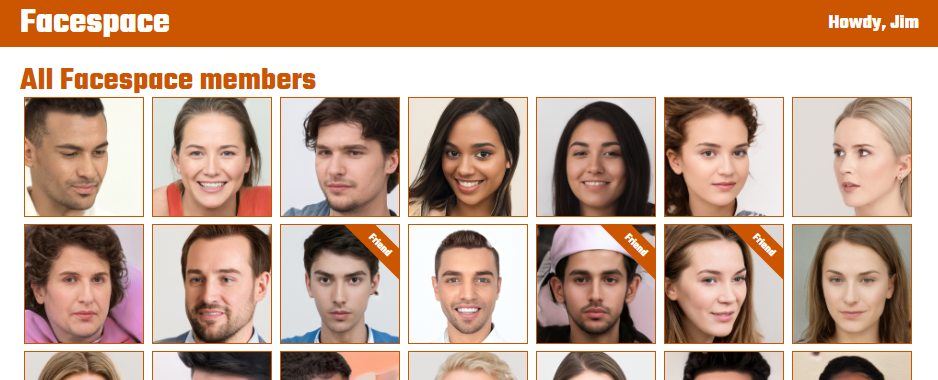 Facespace
Howdy, Jim
All Facespace members
Friend
Friend
Friend